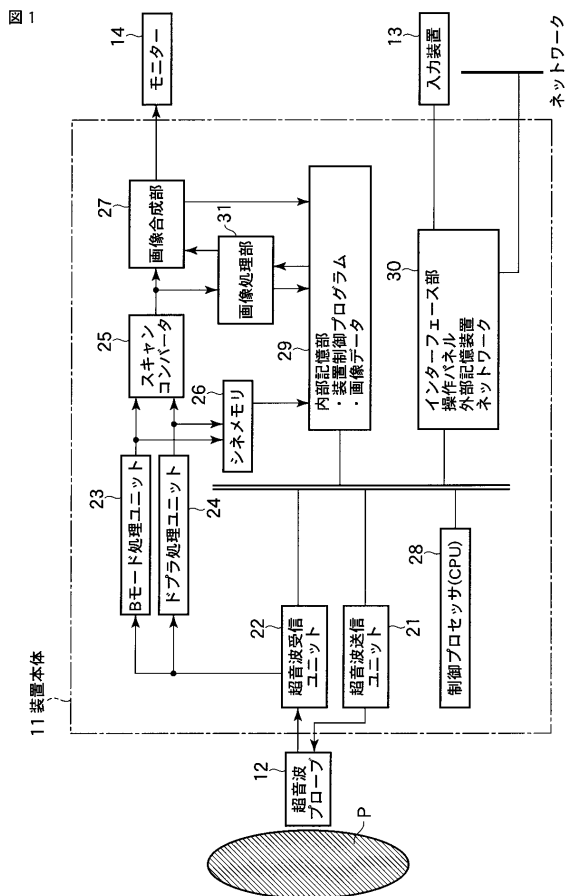 図1
11 装置本体
P
12
超音波
プローブ
22
超音波受信
ユニット
21
超音波送信
ユニット
28
制御プロセッサ(CPU)
23
Bモード処理ユニット
24
ドプラ処理ユニット
25
スキャン
コンバータ
26
シネメモリ
27
画像合成部
31
画像処理部
29
内部記憶部
・装置制御プログラム
・画像データ
30
インターフェース部
操作パネル
外部記憶装置
ネットワーク
14
モニター
13
入力装置
ネットワーク